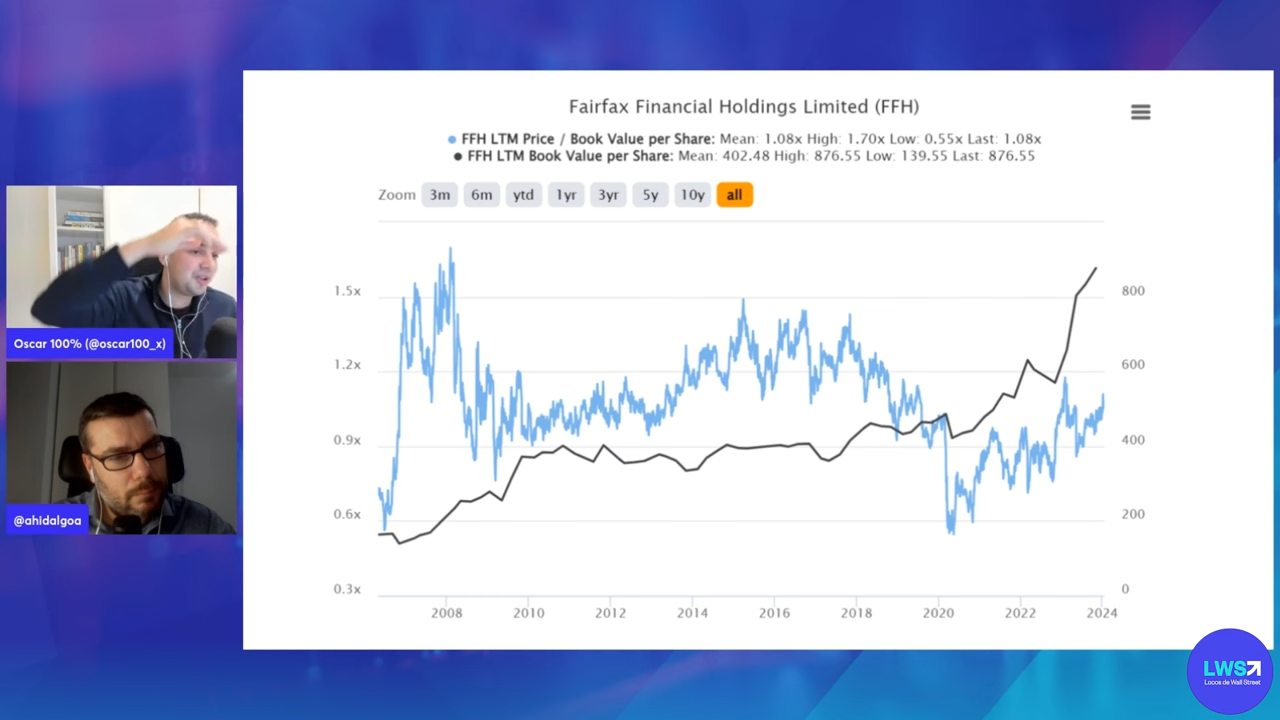 Fairfax Financial Holdings Limited (FFH)
FFH LTM Price / Book Value per Share: Mean: 1.08x High: 1.70x Low: 0.55x Last: 1.08x
FFH LTM Book Value per Share: Mean: 402.48 High: 876.55 Low: 139.55 Last: 876.55
Zoom 3m 6m ytd 1yr 3yr 5y 10y all
1.5x 800
1.2x 600
0.9x 400
0.6x 200
0.3x 0
2008 2010 2012 2014 2016 2018 2020 2022 2024
Oscar 100% (@oscar100_x)
@ahidalgoa
LWS
Locos de Wall Street